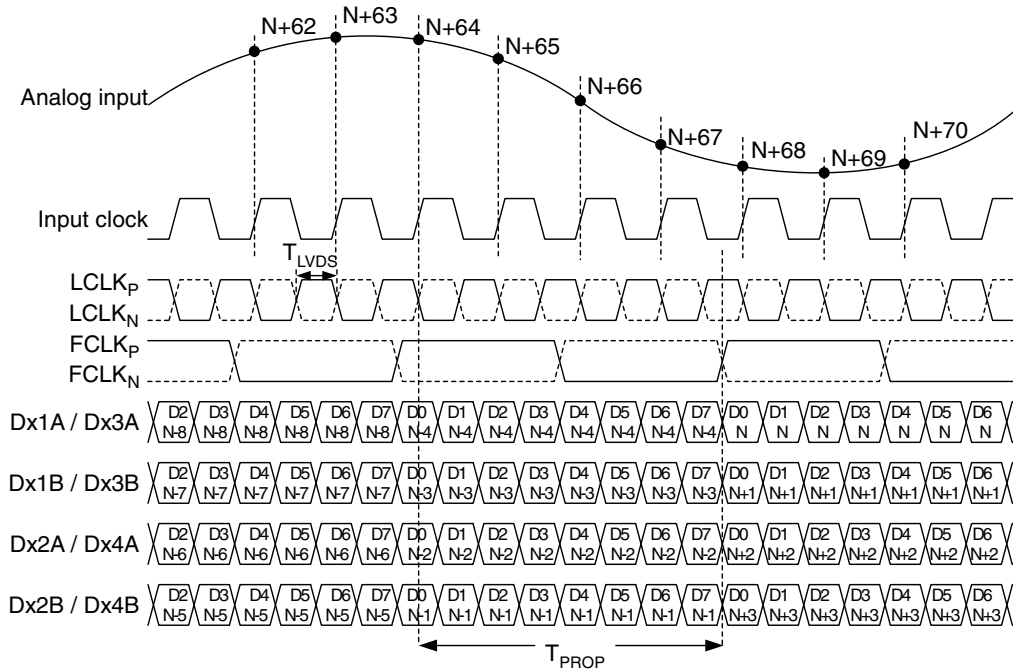 N+62 N+63 N+64 N+65 N+66 N+67 N+68 N+69 N+70
Analog input
Input clock
TLVDS
LCLKP
LCLKN
FCLKP
FCLKN
Dx1A / Dx3A
D2 D3 D4 D5 D6 D7 D0 D1 D2 D3 D4 D5 D6 D7 D0 D1 D2 D3 D4 D5 D6
N-8 N-8 N-8 N-8 N-8 N-8 N-4 N-4 N-4 N-4 N-4 N-4 N-4 N-4 N N N N N N N
Dx1B / Dx3B
D2 D3 D4 D5 D6 D7 D0 D1 D2 D3 D4 D5 D6 D7 D0 D1 D2 D3 D4 D5 D6
N-7 N-7 N-7 N-7 N-7 N-7 N-3 N-3 N-3 N-3 N-3 N-3 N-3 N-3 N+1 N+1 N+1 N+1 N+1 N+1 N+1
Dx2A / Dx4A
D2 D3 D4 D5 D6 D7 D0 D1 D2 D3 D4 D5 D6 D7 D0 D1 D2 D3 D4 D5 D6
N-6 N-6 N-6 N-6 N-6 N-6 N-2 N-2 N-2 N-2 N-2 N-2 N-2 N-2 N+2 N+2 N+2 N+2 N+2 N+2 N+2
Dx2B / Dx4B
D2 D3 D4 D5 D6 D7 D0 D1 D2 D3 D4 D5 D6 D7 D0 D1 D2 D3 D4 D5 D6
N-5 N-5 N-5 N-5 N-5 N-5 N-1 N-1 N-1 N-1 N-1 N-1 N-1 N-1 N+3 N+3 N+3 N+3 N+3 N+3 N+3
TPROP